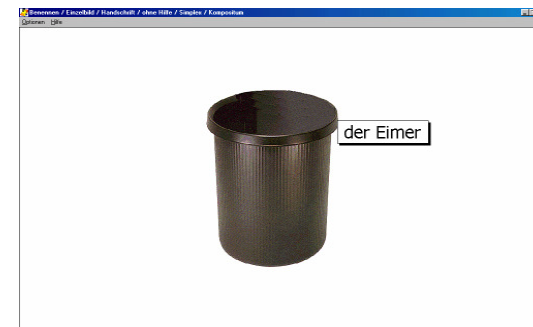 Benennen / Einzelbild / Handschrift / ohne Hilfe / Simplex / Kompositum
Optionen Hilfe
der Eimer